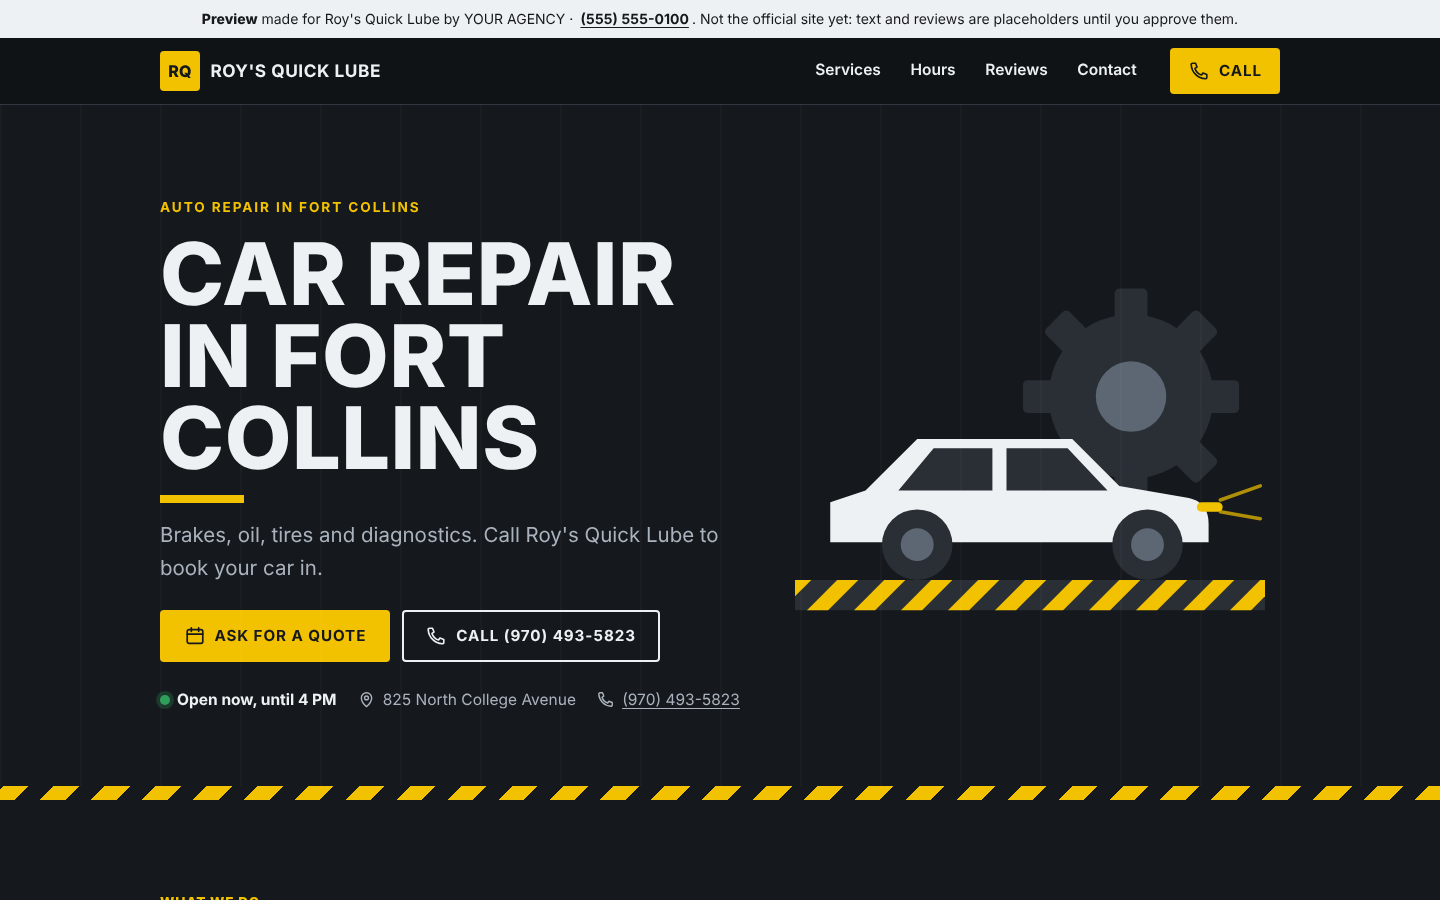 Preview made for Roy's Quick Lube by YOUR AGENCY · (555) 555-0100 . Not the official site yet: text and reviews are placeholders until you approve them.
RQ ROY'S QUICK LUBE Services Hours Reviews Contact CALL
AUTO REPAIR IN FORT COLLINS
CAR REPAIR
IN FORT
COLLINS
Brakes, oil, tires and diagnostics. Call Roy's Quick Lube to
book your car in.
ASK FOR A QUOTE CALL (970) 493-5823
Open now, until 4 PM 825 North College Avenue (970) 493-5823
WHAT WE DO